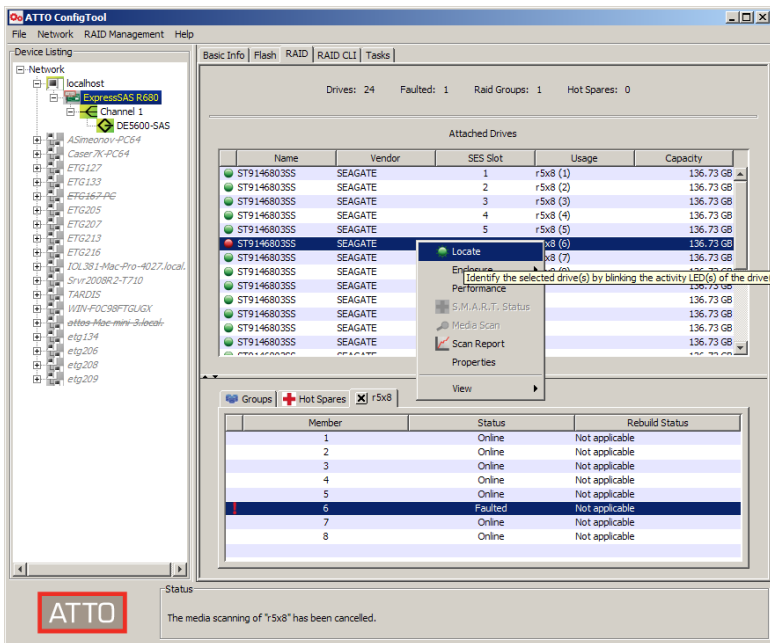 ATTO ConfigTool
File Network RAID Management Help
Device Listing
Network
localhost
ExpressSAS R680
Channel 1
DE5600-SAS
ASimeonov-PC64
Caser7K-PC64
ETG127
ETG133
ETG167-PC
ETG205
ETG207
ETG213
ETG216
IOL381-Mac-Pro-4027.local.
Srvr2008R2-T710
TARDIS
WIN-F0C98FTGUGX
attos-Mac-mini-3.local.
etg134
etg206
etg208
etg209
Basic Info Flash RAID RAID CLI Tasks
Drives: 24 Faulted: 1 Raid Groups: 1 Hot Spares: 0
Attached Drives
Name Vendor SES Slot Usage Capacity
ST9146803SS SEAGATE 1 r5x8 (1) 136.73 GB
ST9146803SS SEAGATE 2 r5x8 (2) 136.73 GB
ST9146803SS SEAGATE 3 r5x8 (3) 136.73 GB
ST9146803SS SEAGATE 4 r5x8 (4) 136.73 GB
ST9146803SS SEAGATE 5 r5x8 (5) 136.73 GB
ST9146803SS SEAGATE x8 (6) 136.73 GB
ST9146803SS SEAGATE x8 (7) 136.73 GB
ST9146803SS SEAGATE
ST9146803SS SEAGATE 136.73 GB
ST9146803SS SEAGATE 136.73 GB
ST9146803SS SEAGATE 136.73 GB
ST9146803SS SEAGATE 136.73 GB
ST9146803SS SEAGATE 136.73 GB
ST9146803SS SEAGATE 136.73 GB
Locate
Enclosure
Identify the selected drive(s) by blinking the activity LED(s) of the drive
Performance
S.M.A.R.T. Status
Media Scan
Scan Report
Properties
View
Groups Hot Spares r5x8
Member Status Rebuild Status
1 Online Not applicable
2 Online Not applicable
3 Online Not applicable
4 Online Not applicable
5 Online Not applicable
! 6 Faulted Not applicable
7 Online Not applicable
8 Online Not applicable
ATTO
Status
The media scanning of "r5x8" has been cancelled.